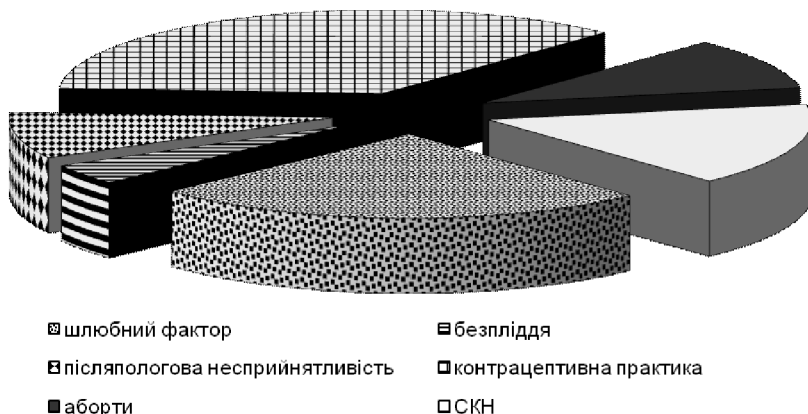 шлюбний фактор безпліддя
післяпологова несприйнятливість контрацептивна практика
аборти СКН